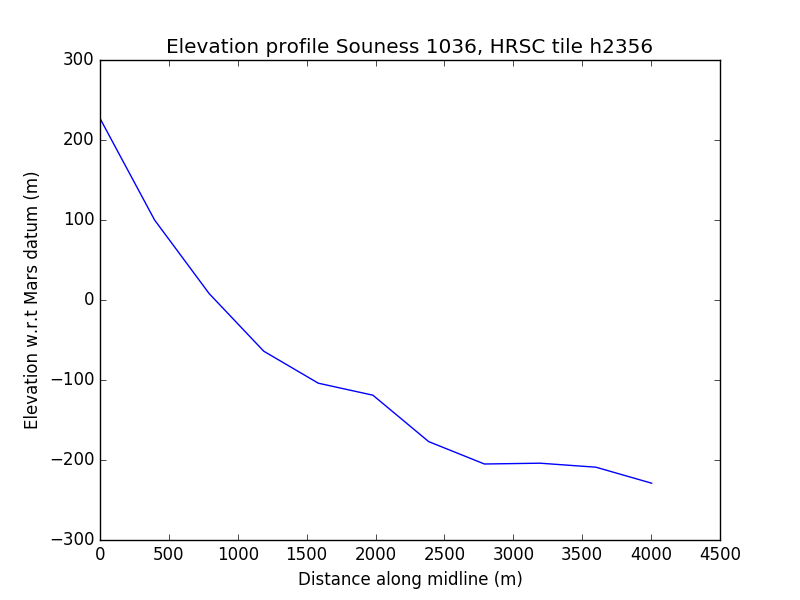 Elevation profile Souness 1036, HRSC tile h2356
300
200
100
0
−100
−200
−300
Elevation w.r.t Mars datum (m)
0 500 1000 1500 2000 2500 3000 3500 4000 4500
Distance along midline (m)